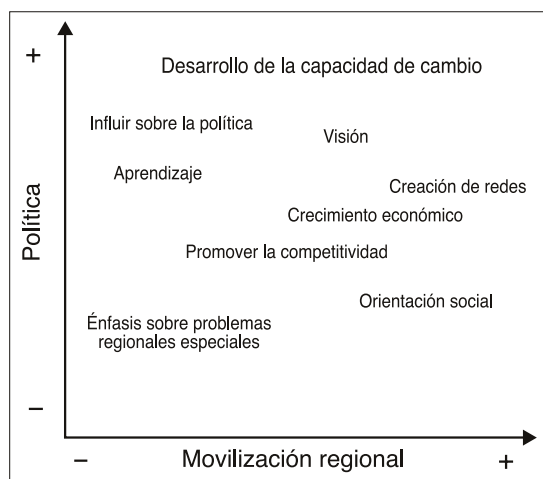 +
Desarrollo de la capacidad de cambio
Influir sobre la política
Visión
Aprendizaje
Creación de redes
Crecimiento económico
Política
Promover la competitividad
Orientación social
Énfasis sobre problemas
regionales especiales
−
− Movilización regional +